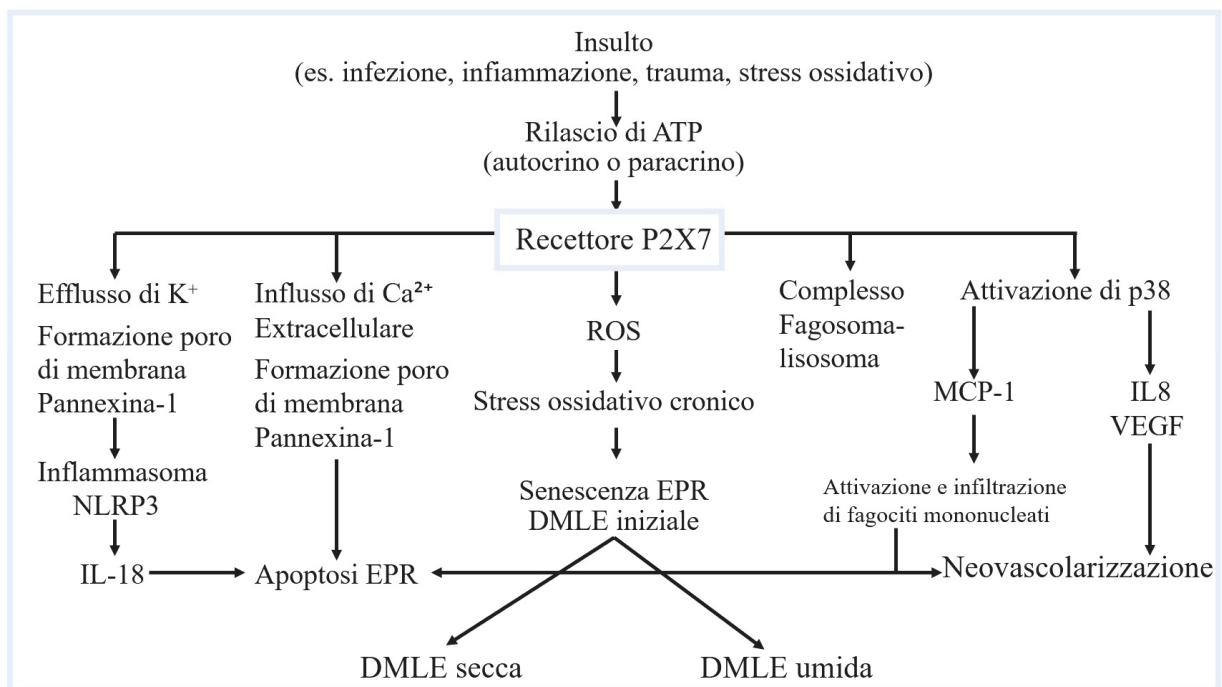 Insulto
(es. infezione, infiammazione, trauma, stress ossidativo)
Rilascio di ATP
(autocrino o paracrino)
Recettore P2X7
Efflusso di K⁺
Formazione poro
di membrana
Pannexina-1
Inflammasoma
NLRP3
IL-18
Influsso di Ca²⁺
Extracellulare
Formazione poro
di membrana
Pannexina-1
Apoptosi EPR
ROS
Stress ossidativo cronico
Senescenza EPR
DMLE iniziale
Complesso
Fagosoma-
lisosoma
Attivazione di p38
MCP-1
Attivazione e infiltrazione
di fagociti mononucleati
IL8
VEGF
Neovascolarizzazione
DMLE secca
DMLE umida